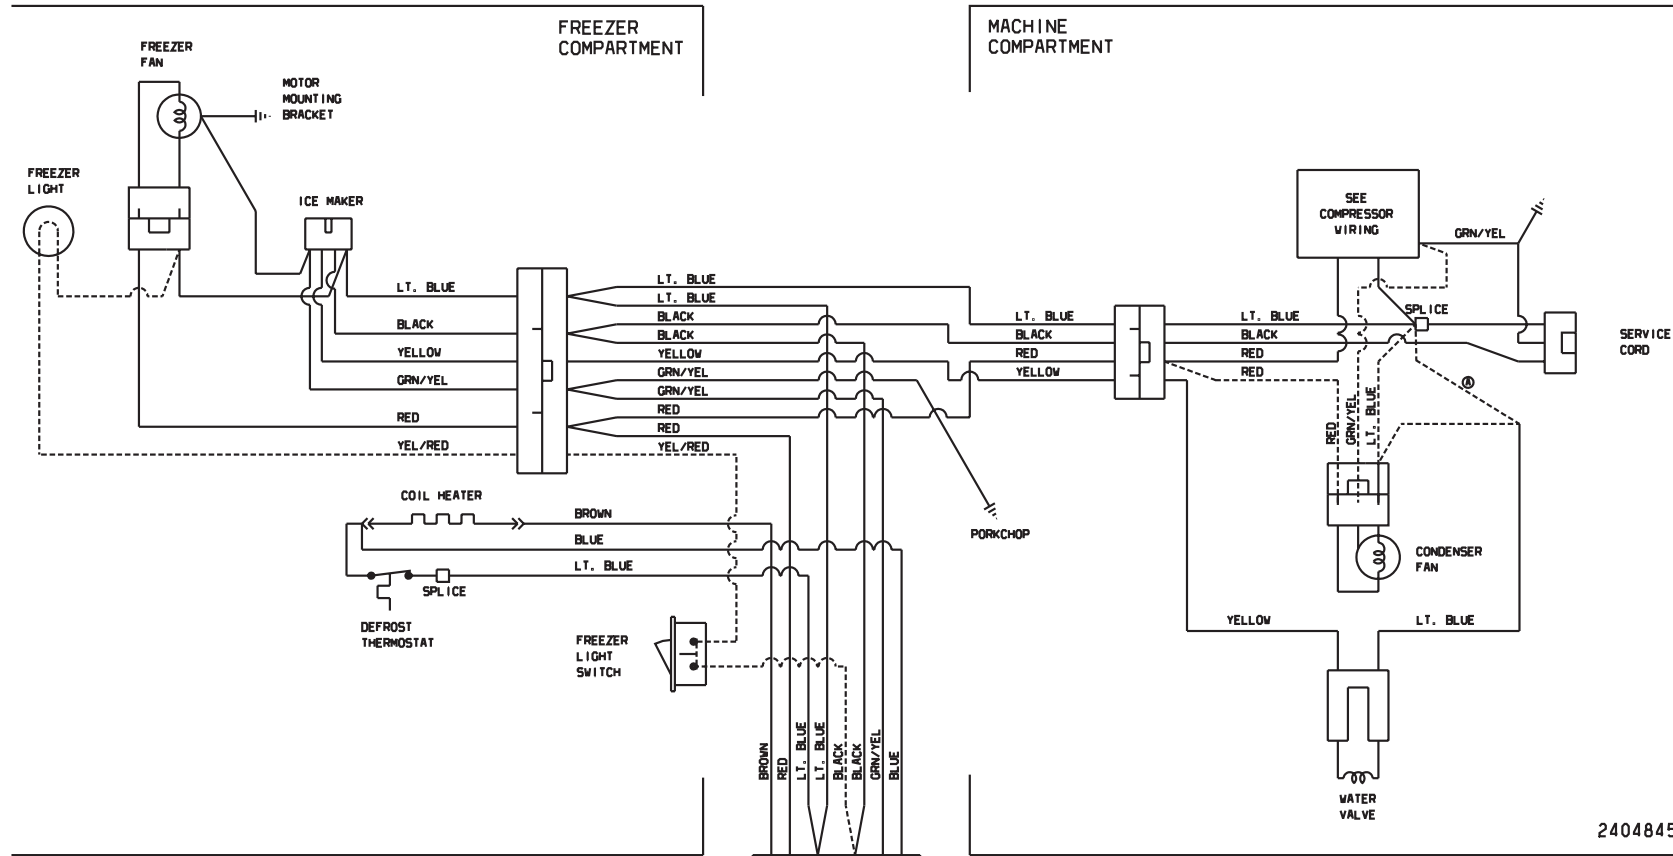 FREEZER
COMPARTMENT
MACHINE
COMPARTMENT
FREEZER
FAN
MOTOR
MOUNTING
BRACKET
FREEZER
LIGHT
ICE MAKER
LT. BLUE
BLACK
YELLOW
GRN/YEL
RED
YEL/RED
LT. BLUE
LT. BLUE
BLACK
BLACK
YELLOW
GRN/YEL
GRN/YEL
RED
RED
YEL/RED
LT. BLUE
BLACK
RED
YELLOW
LT. BLUE
BLACK
RED
RED
SEE
COMPRESSOR
WIRING
GRN/YEL
SPLICE
SERVICE
CORD
A
RED
GRN/YEL
LT. BLUE
COIL HEATER
BROWN
BLUE
LT. BLUE
SPLICE
DEFROST
THERMOSTAT
FREEZER
LIGHT
SWITCH
PORKCHOP
CONDENSER
FAN
YELLOW
LT. BLUE
BROWN
RED
LT. BLUE
LT. BLUE
BLACK
BLACK
GRN/YEL
BLUE
WATER
VALVE
2404845